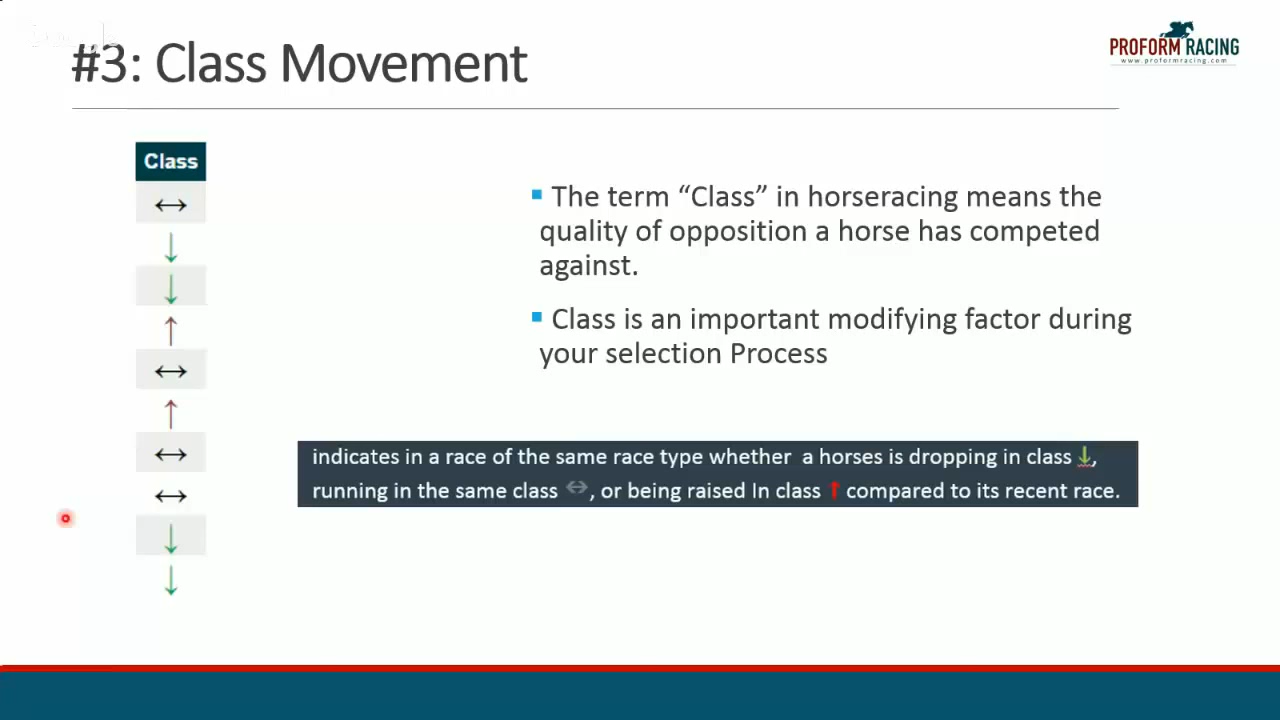 #3: Class Movement
PROFORM RACING
www.proformracing.com
Class
↔
↓
↓
↑
↔
↑
↔
↔
↓
↓
▪ The term “Class” in horseracing means the
quality of opposition a horse has competed
against.
▪ Class is an important modifying factor during
your selection Process
indicates in a race of the same race type whether a horses is dropping in class ↓,
running in the same class ↔, or being raised In class ↑ compared to its recent race.